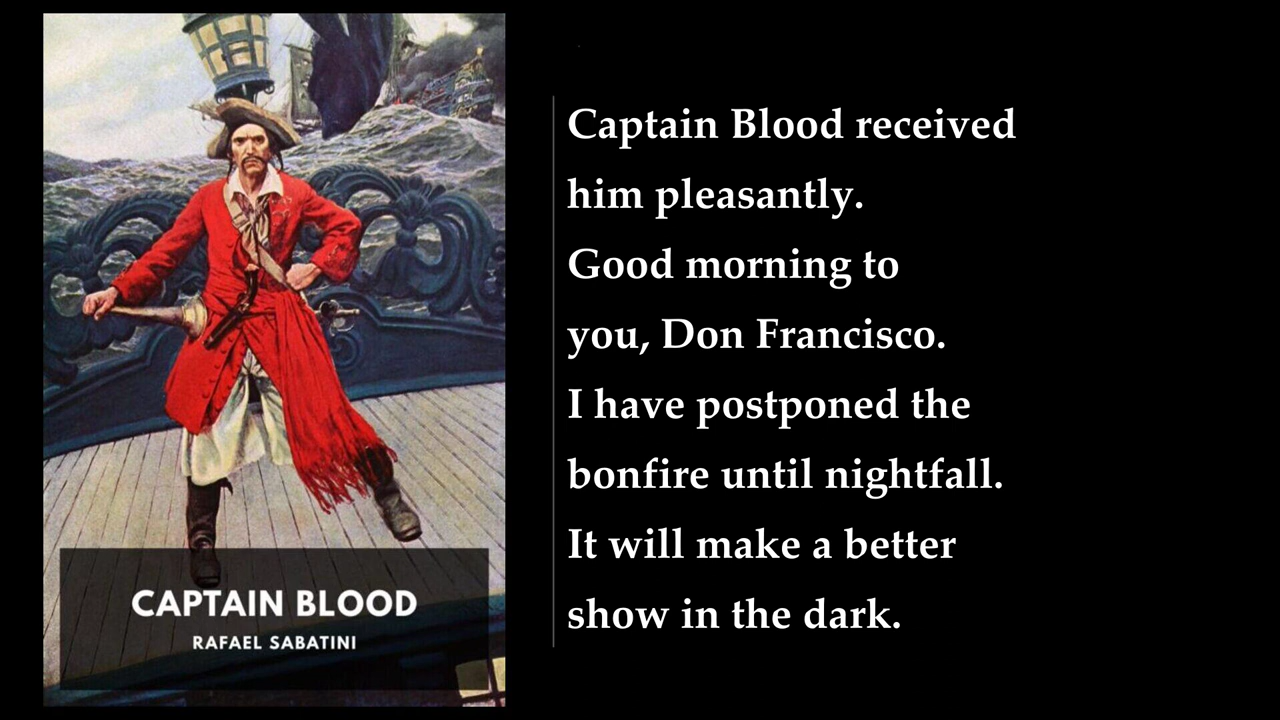 CAPTAIN BLOOD
RAFAEL SABATINI
Captain Blood received
him pleasantly.
Good morning to
you, Don Francisco.
I have postponed the
bonfire until nightfall.
It will make a better
show in the dark.